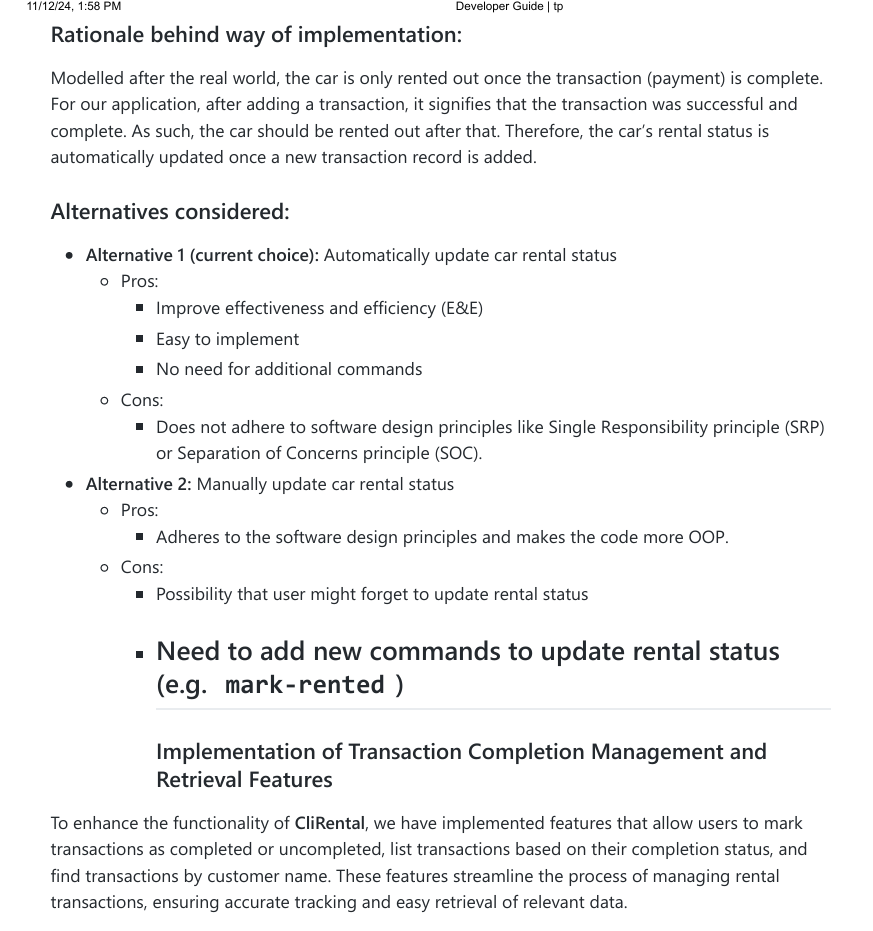 11/12/24, 1:58 PM
Developer Guide | tp
Rationale behind way of implementation:
Modelled after the real world, the car is only rented out once the transaction (payment) is complete.
For our application, after adding a transaction, it signifies that the transaction was successful and
complete. As such, the car should be rented out after that. Therefore, the car’s rental status is
automatically updated once a new transaction record is added.
Alternatives considered:
Alternative 1 (current choice): Automatically update car rental status
Pros:
Improve effectiveness and efficiency (E&E)
Easy to implement
No need for additional commands
Cons:
Does not adhere to software design principles like Single Responsibility principle (SRP)
or Separation of Concerns principle (SOC).
Alternative 2: Manually update car rental status
Pros:
Adheres to the software design principles and makes the code more OOP.
Cons:
Possibility that user might forget to update rental status
Need to add new commands to update rental status
(e.g. mark-rented )
Implementation of Transaction Completion Management and
Retrieval Features
To enhance the functionality of CliRental, we have implemented features that allow users to mark
transactions as completed or uncompleted, list transactions based on their completion status, and
find transactions by customer name. These features streamline the process of managing rental
transactions, ensuring accurate tracking and easy retrieval of relevant data.